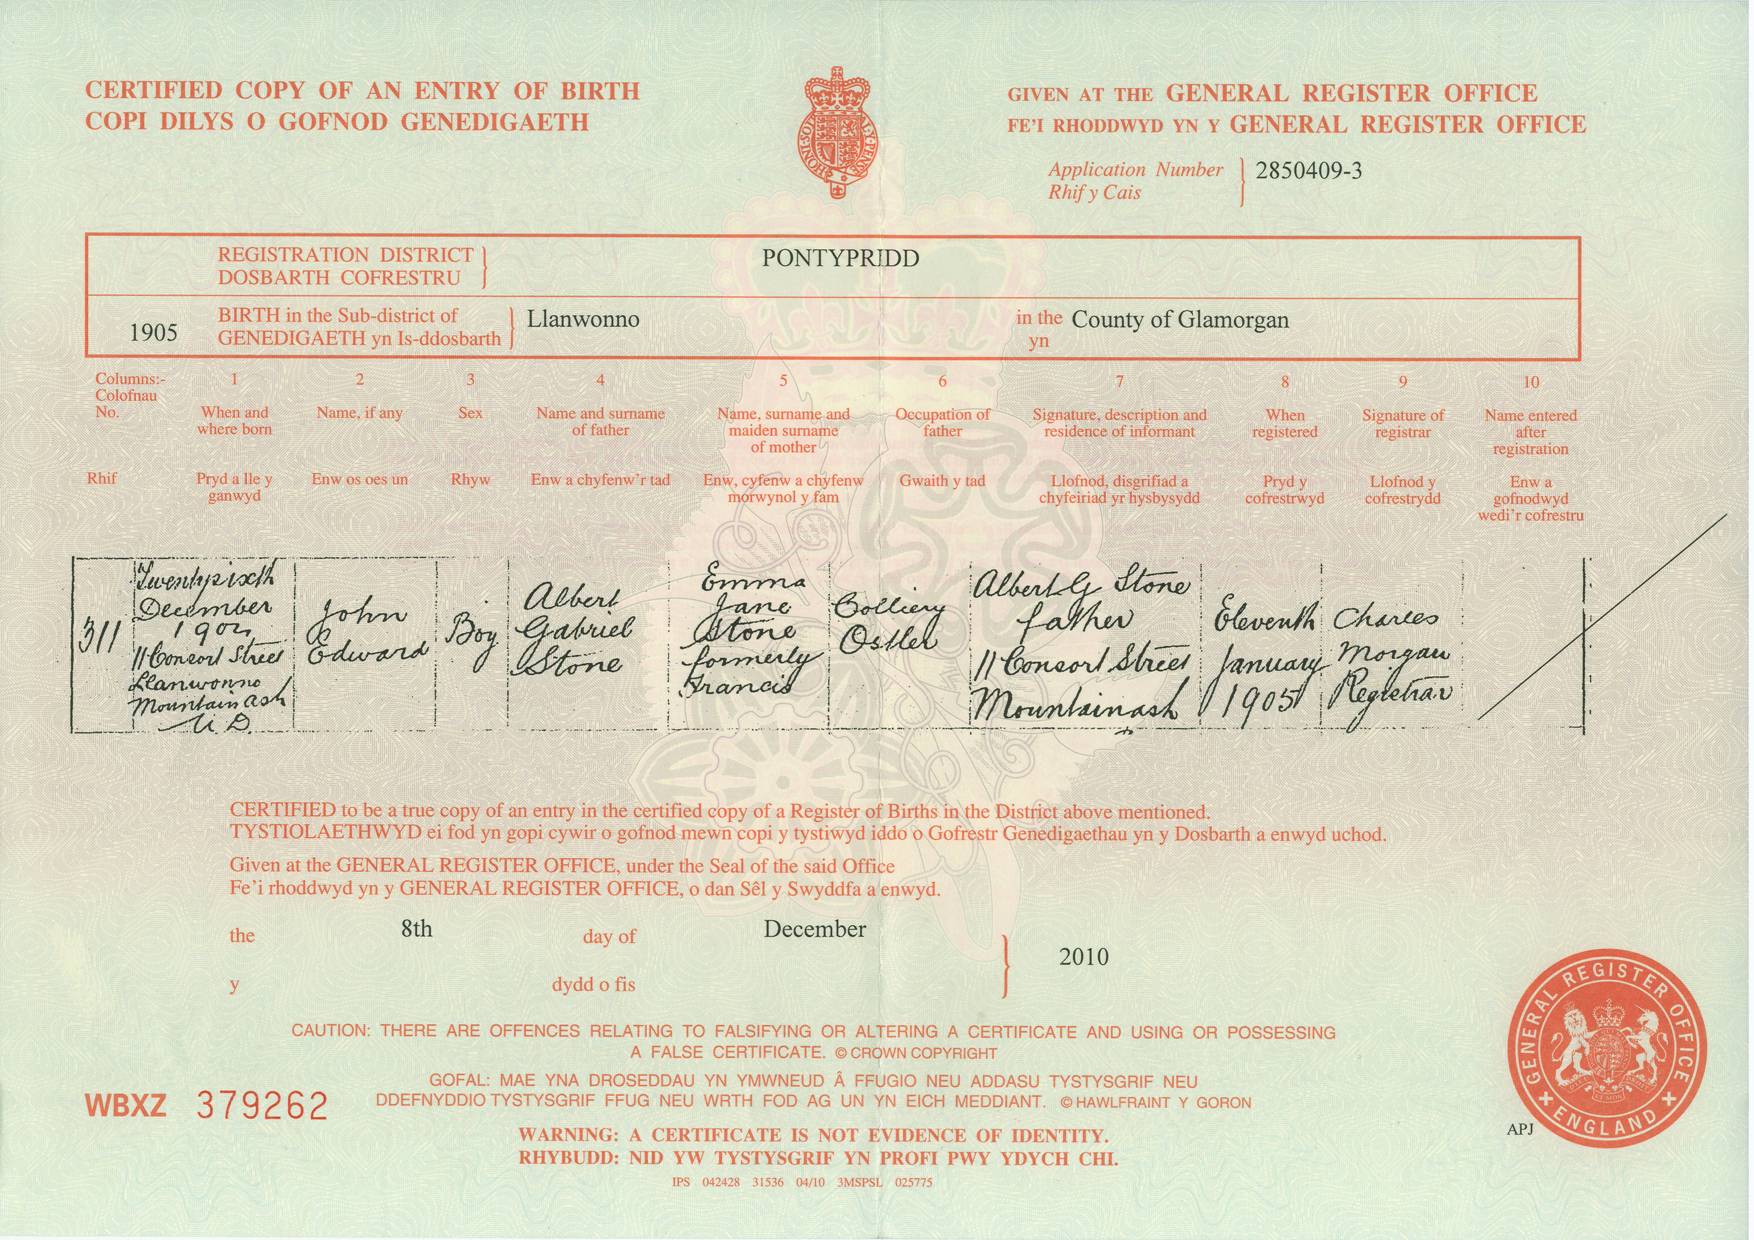 CERTIFIED COPY OF AN ENTRY OF BIRTH
COPI DILYS O GOFNOD GENEDIGAETH
GIVEN AT THE GENERAL REGISTER OFFICE
FE'I RHODDWYD YN Y GENERAL REGISTER OFFICE
Application Number
Rhif y Cais
2850409-3
REGISTRATION DISTRICT
DOSBARTH COFRESTRU
PONTYPRIDD
1905
BIRTH in the Sub-district of
GENEDIGAETH yn Is-ddosbarth
Llanwonno
in the
yn
County of Glamorgan
Columns:-
Colofnau
No.
Rhif
1
When and
where born
Pryd a lle y
ganwyd
2
Name, if any
Enw os oes un
3
Sex
Rhyw
4
Name and surname
of father
Enw a chyfenw'r tad
5
Name, surname and
maiden surname
of mother
Enw, cyfenw a chyfenw
morwynol y fam
6
Occupation of
father
Gwaith y tad
7
Signature, description and
residence of informant
Llofnod, disgrifiad a
chyfeiriad yr hysbysydd
8
When
registered
Pryd y
cofrestrwyd
9
Signature of
registrar
Llofnod y
cofrestrydd
10
Name entered
after
registration
Enw a
gofnodwyd
wedi'r cofrestru
311
Twentysixth
December
1904
11 Consort Street
Llanwonno
Mountain ash
U.D.
John
Edward
Boy
Albert
Gabriel
Stone
Emma
Jane
Stone
formerly
Francis
Colliery
Ostler
Albert G Stone
father
11 Consort Street
Mountainash
Eleventh
January
1905
Charles
Morgan
Registrar
CERTIFIED to be a true copy of an entry in the certified copy of a Register of Births in the District above mentioned.
TYSTIOLAETHWYD ei fod yn gopi cywir o gofnod mewn copi y tystiwyd iddo o Gofrestr Genedigaethau yn y Dosbarth a enwyd uchod.
Given at the GENERAL REGISTER OFFICE, under the Seal of the said Office
Fe'i rhoddwyd yn y GENERAL REGISTER OFFICE, o dan Sêl y Swyddfa a enwyd.
the 8th day of December 2010
y dydd o fis
CAUTION: THERE ARE OFFENCES RELATING TO FALSIFYING OR ALTERING A CERTIFICATE AND USING OR POSSESSING
A FALSE CERTIFICATE. © CROWN COPYRIGHT
GOFAL: MAE YNA DROSEDDAU YN YMWNEUD Â FFUGIO NEU ADDASU TYSTYSGRIF NEU
DDEFNYDDIO TYSTYSGRIF FFUG NEU WRTH FOD AG UN YN EICH MEDDIANT. © HAWLFRAINT Y GORON
WBXZ 379262
WARNING: A CERTIFICATE IS NOT EVIDENCE OF IDENTITY.
RHYBUDD: NID YW TYSTYSGRIF YN PROFI PWY YDYCH CHI.
IPS 042428 31536 04/10 3MSPSL 025775
APJ
GENERAL REGISTER OFFICE
ENGLAND